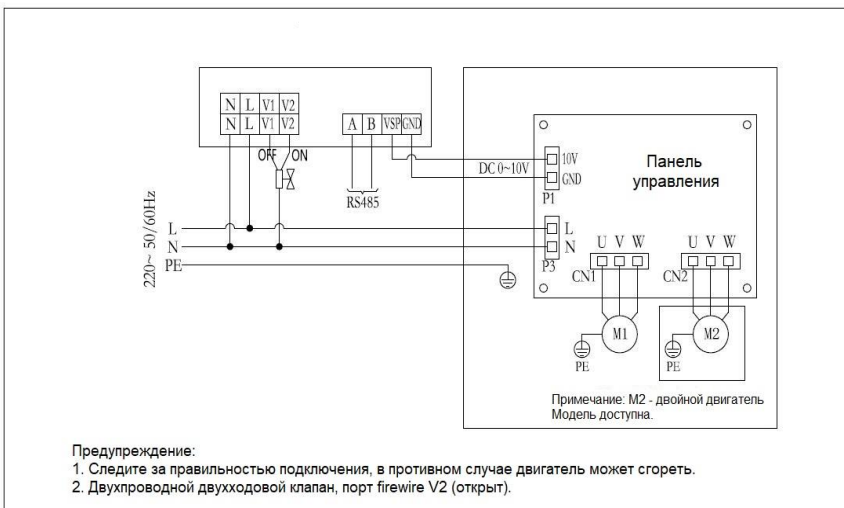 N L V1 V2
N L V1 V2
A B VSP GND
OFF ON
RS485
DC 0~10V
10V
GND
P1
Панель
управления
220~ 50/60Hz
L
N
PE
L
N
P3
U V W
U V W
CN1
CN2
M1
M2
PE
PE
Примечание: M2 - двойной двигатель
Модель доступна.
Предупреждение:
1. Следите за правильностью подключения, в противном случае двигатель может сгореть.
2. Двухпроводной двухходовой клапан, порт firewire V2 (открыт).